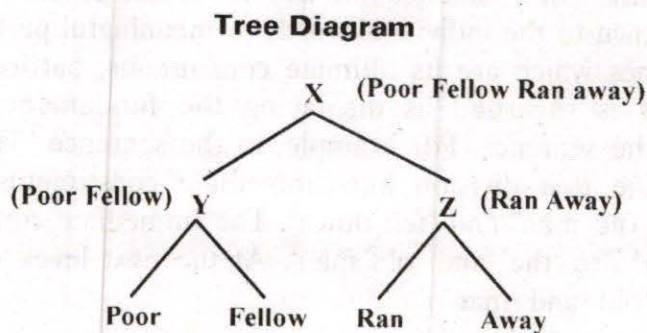 Tree Diagram
X (Poor Fellow Ran away)
(Poor Fellow) Y Z (Ran Away)
Poor Fellow Ran Away